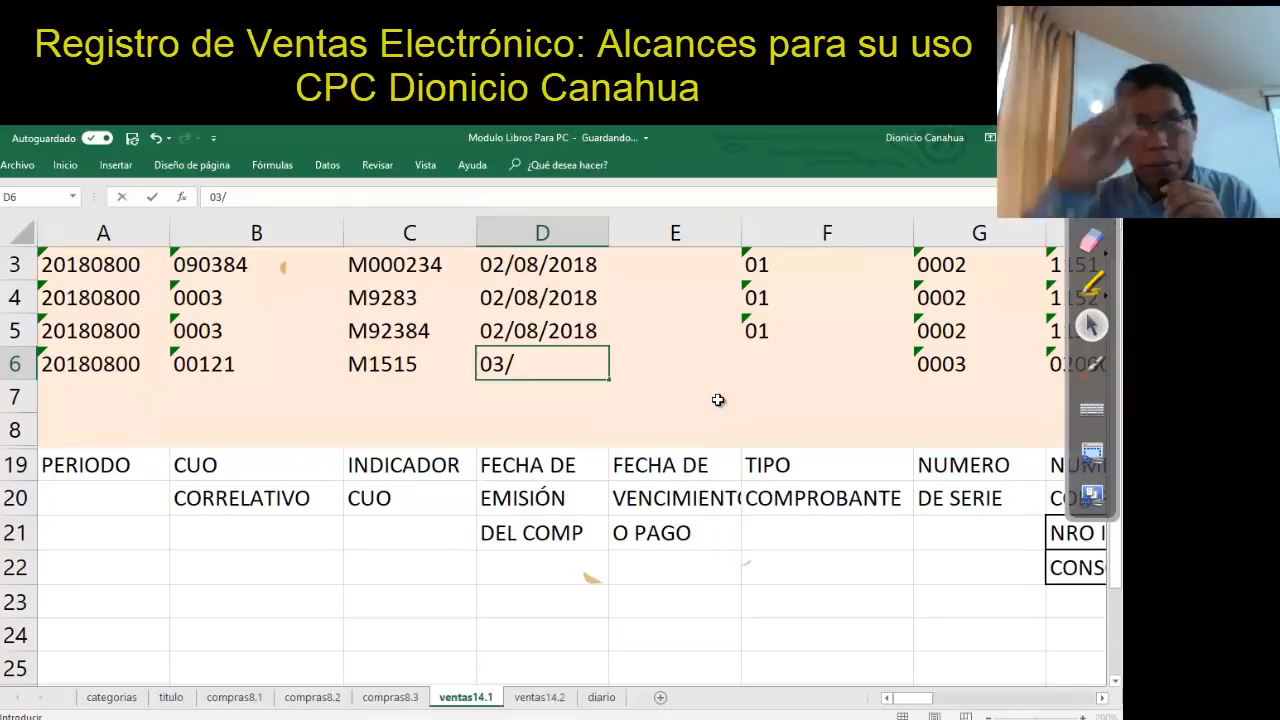 Registro de Ventas Electrónico: Alcances para su uso
CPC Dionicio Canahua
Autoguardado Modulo Libros Para PC - Guardando... Dionicio Canahua
Archivo Inicio Insertar Diseño de página Fórmulas Datos Revisar Vista Ayuda ¿Qué desea hacer?
D6 fx 03/
A B C D E F G
3 20180800 090384 M000234 02/08/2018 01 0002
4 20180800 0003 M9283 02/08/2018 01 0002
5 20180800 0003 M92384 02/08/2018 01 0002
6 20180800 00121 M1515 03/ 0003
7
8
19 PERIODO CUO INDICADOR FECHA DE FECHA DE TIPO NUMERO
20 CORRELATIVO CUO EMISIÓN VENCIMIENTO COMPROBANTE DE SERIE
21 DEL COMP O PAGO NRO
22 CONS
23
24
25
categorias titulo compras8.1 compras8.2 compras8.3 ventas14.1 ventas14.2 diario
Introducir 200%